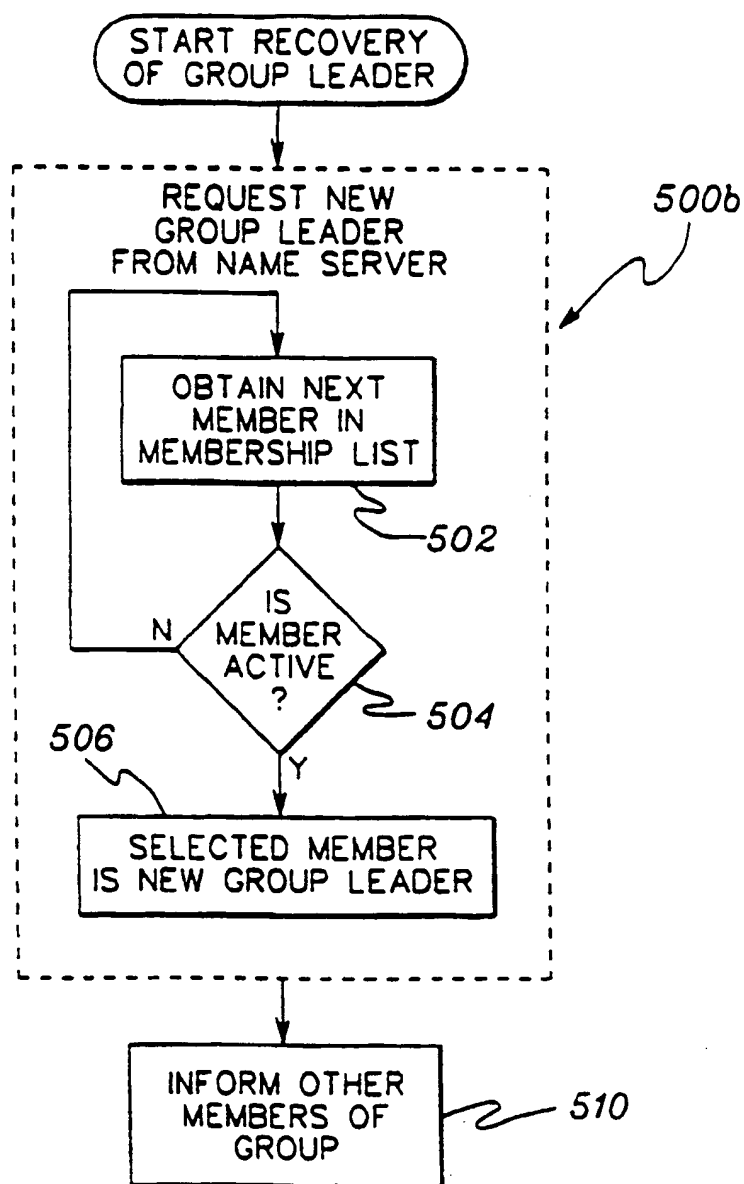 START RECOVERY
OF GROUP LEADER
REQUEST NEW
GROUP LEADER
FROM NAME SERVER
500b
OBTAIN NEXT
MEMBER IN
MEMBERSHIP LIST
502
IS
MEMBER
ACTIVE
?
N
504
Y
506
SELECTED MEMBER
IS NEW GROUP LEADER
INFORM OTHER
MEMBERS OF
GROUP
510